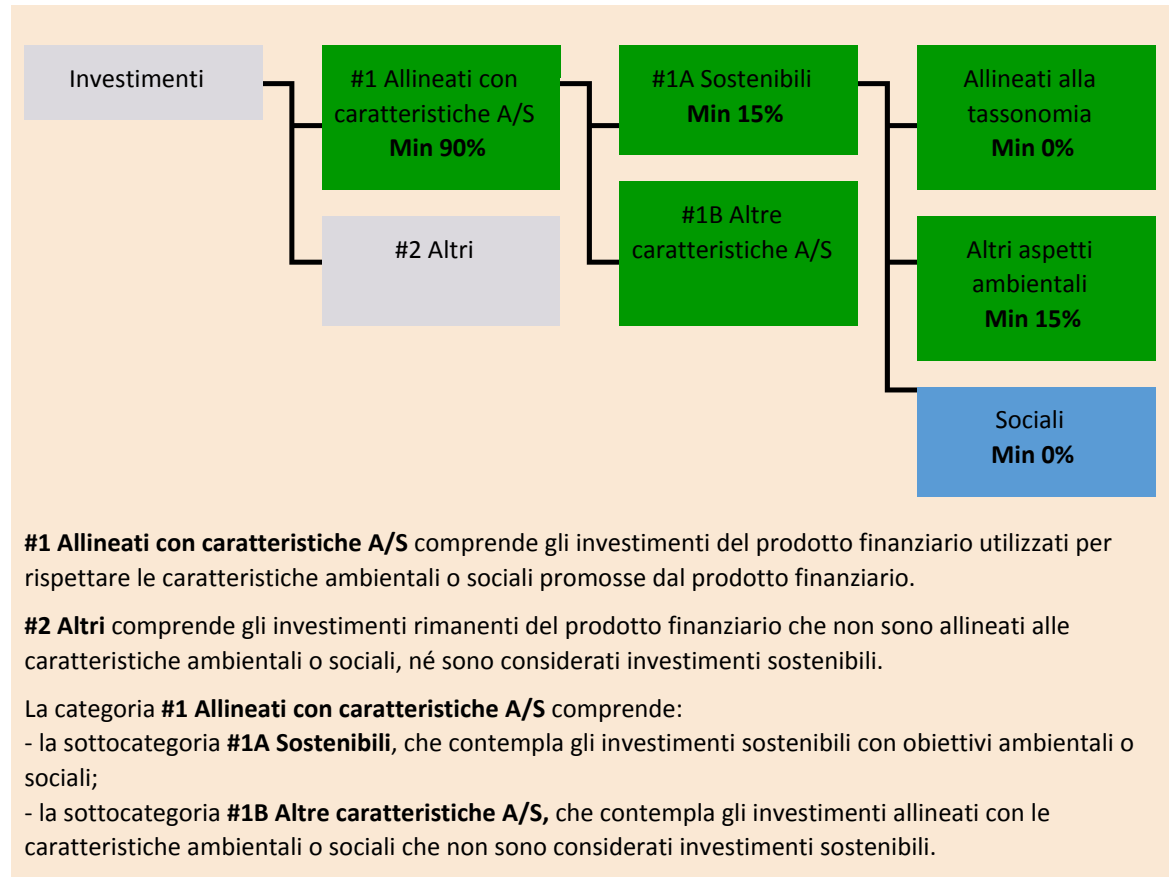 Investimenti
#1 Allineati con
caratteristiche A/S
Min 90%
#2 Altri
#1A Sostenibili
Min 15%
#1B Altre
caratteristiche A/S
Allineati alla
tassonomia
Min 0%
Altri aspetti
ambientali
Min 15%
Sociali
Min 0%
#1 Allineati con caratteristiche A/S comprende gli investimenti del prodotto finanziario utilizzati per
rispettare le caratteristiche ambientali o sociali promosse dal prodotto finanziario.
#2 Altri comprende gli investimenti rimanenti del prodotto finanziario che non sono allineati alle
caratteristiche ambientali o sociali, né sono considerati investimenti sostenibili.
La categoria #1 Allineati con caratteristiche A/S comprende:
- la sottocategoria #1A Sostenibili, che contempla gli investimenti sostenibili con obiettivi ambientali o
sociali;
- la sottocategoria #1B Altre caratteristiche A/S, che contempla gli investimenti allineati con le
caratteristiche ambientali o sociali che non sono considerati investimenti sostenibili.